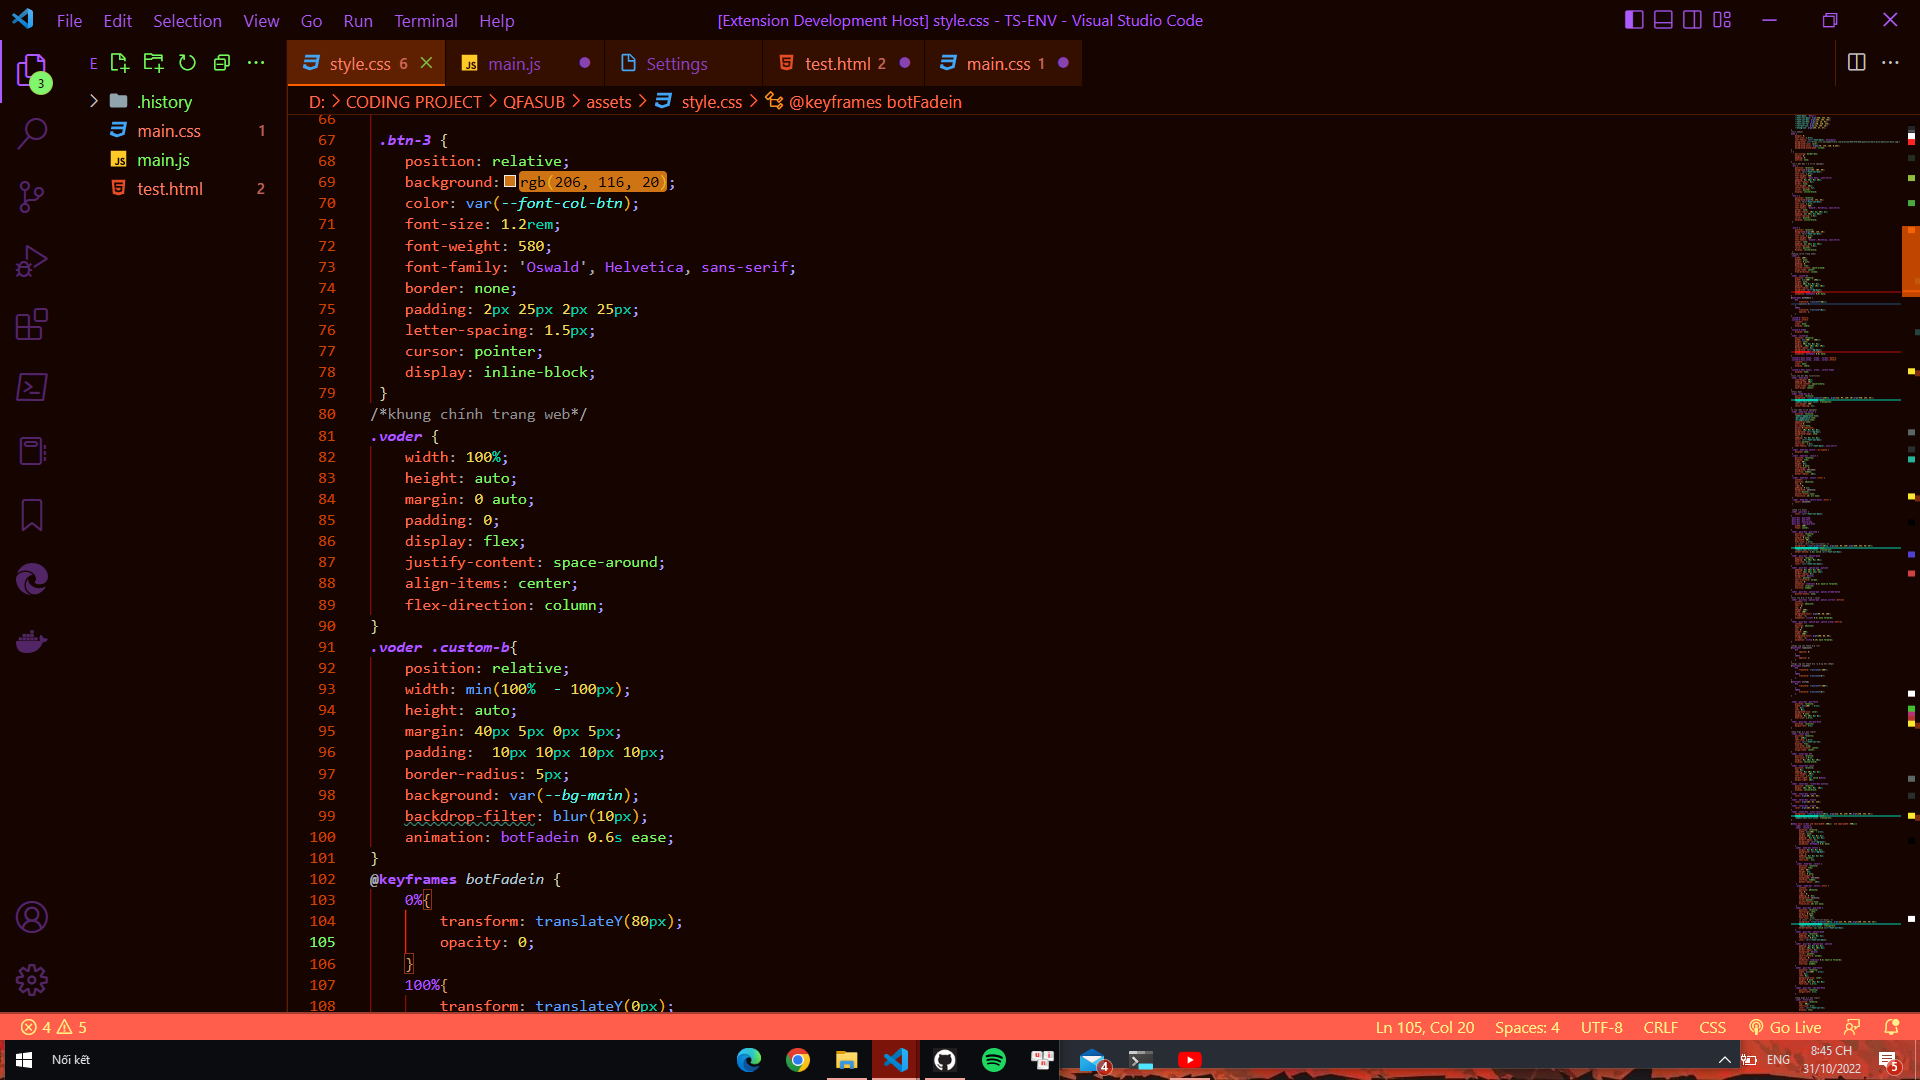 File Edit Selection View Go Run Terminal Help
[Extension Development Host] style.css - TS-ENV - Visual Studio Code
3
E
.history
main.css 1
main.js
test.html 2
style.css 6
main.js
Settings
test.html 2
main.css 1
D: > CODING PROJECT > QFASUB > assets > style.css > @keyframes botFadein
66
67 .btn-3 {
68 position: relative;
69 background: rgb(206, 116, 20);
70 color: var(--font-col-btn);
71 font-size: 1.2rem;
72 font-weight: 580;
73 font-family: 'Oswald', Helvetica, sans-serif;
74 border: none;
75 padding: 2px 25px 2px 25px;
76 letter-spacing: 1.5px;
77 cursor: pointer;
78 display: inline-block;
79 }
80 /*khung chính trang web*/
81 .voder {
82 width: 100%;
83 height: auto;
84 margin: 0 auto;
85 padding: 0;
86 display: flex;
87 justify-content: space-around;
88 align-items: center;
89 flex-direction: column;
90 }
91 .voder .custom-b{
92 position: relative;
93 width: min(100%  - 100px);
94 height: auto;
95 margin: 40px 5px 0px 5px;
96 padding:  10px 10px 10px 10px;
97 border-radius: 5px;
98 background: var(--bg-main);
99 backdrop-filter: blur(10px);
100 animation: botFadein 0.6s ease;
101 }
102 @keyframes botFadein {
103 0%{
104 transform: translateY(80px);
105 opacity: 0;
106 }
107 100%{
108 transform: translateY(0px);
4 5
Ln 105, Col 20 Spaces: 4 UTF-8 CRLF CSS Go Live
Nối kết
4
ENG
8:45 CH
31/10/2022
5